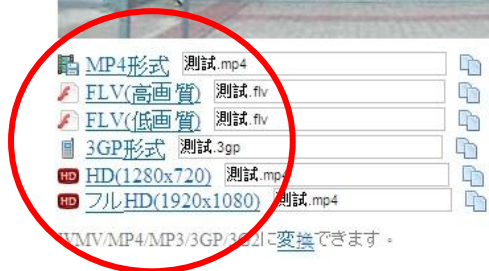 MP4形式 測試.mp4
FLV(高画質) 測試.flv
FLV(低画質) 測試.flv
3GP形式 測試.3gp
HD HD(1280x720) 測試.mp4
HD フルHD(1920x1080) 測試.mp4
WMV/MP4/MP3/3GP/3G2に変換できます。